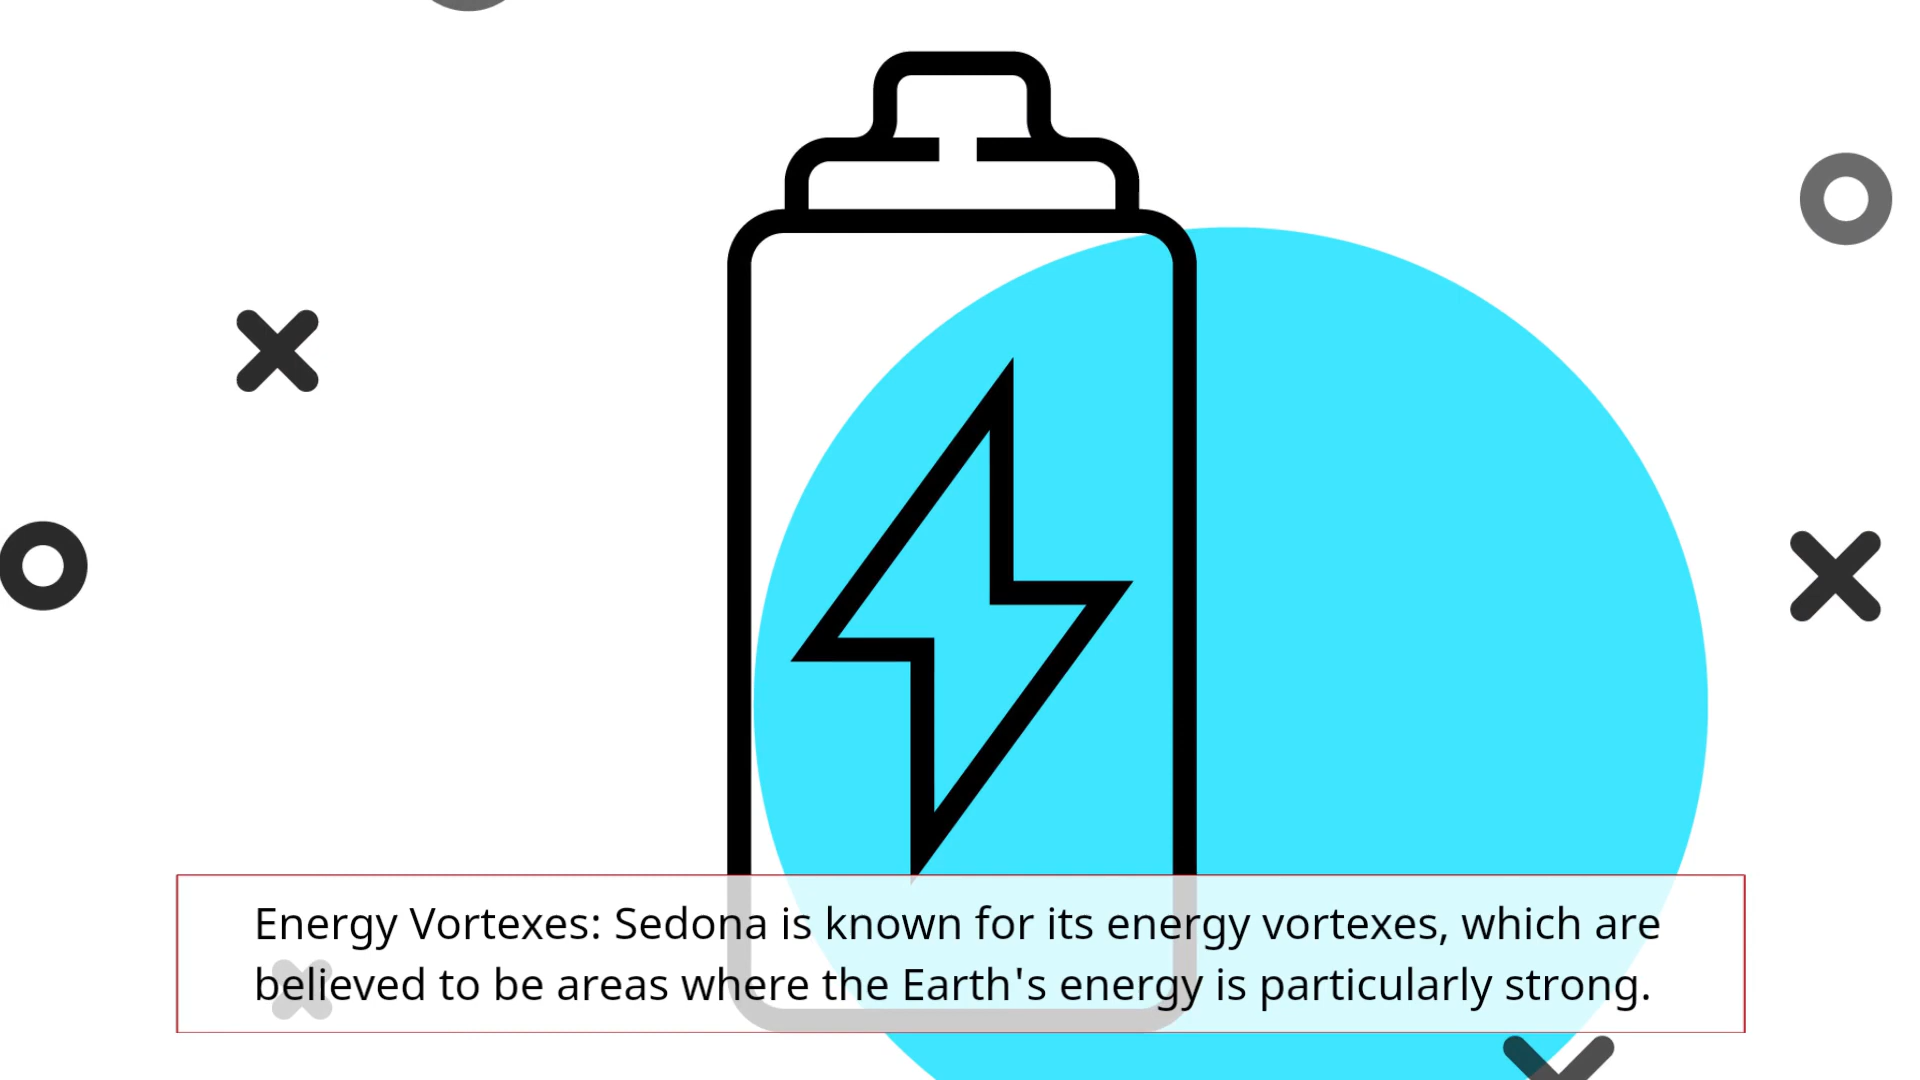 Energy Vortexes: Sedona is known for its energy vortexes, which are
believed to be areas where the Earth's energy is particularly strong.